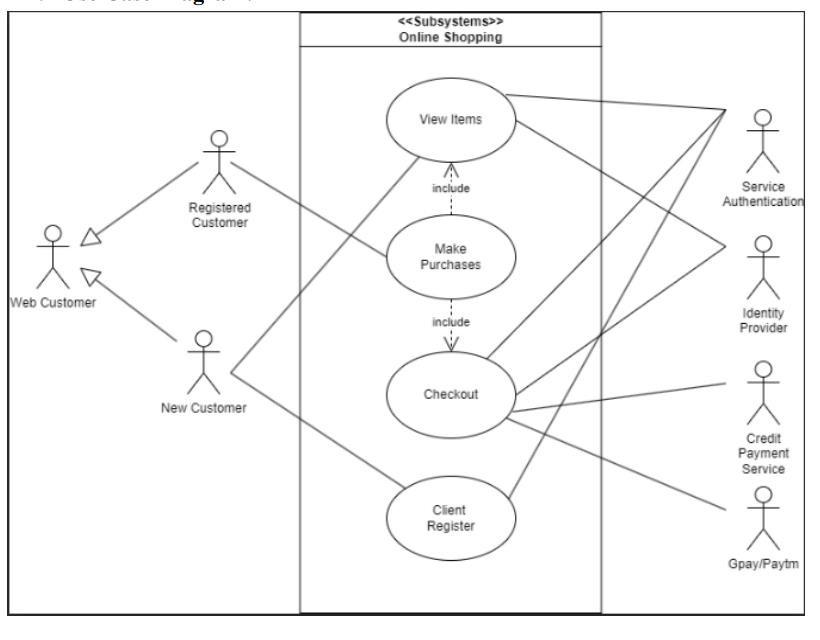 <<Subsystems>>
Online Shopping
View Items
include
Make
Purchases
include
Checkout
Client
Register
Registered
Customer
Web Customer
New Customer
Service
Authentication
Identity
Provider
Credit
Payment
Service
Gpay/Paytm